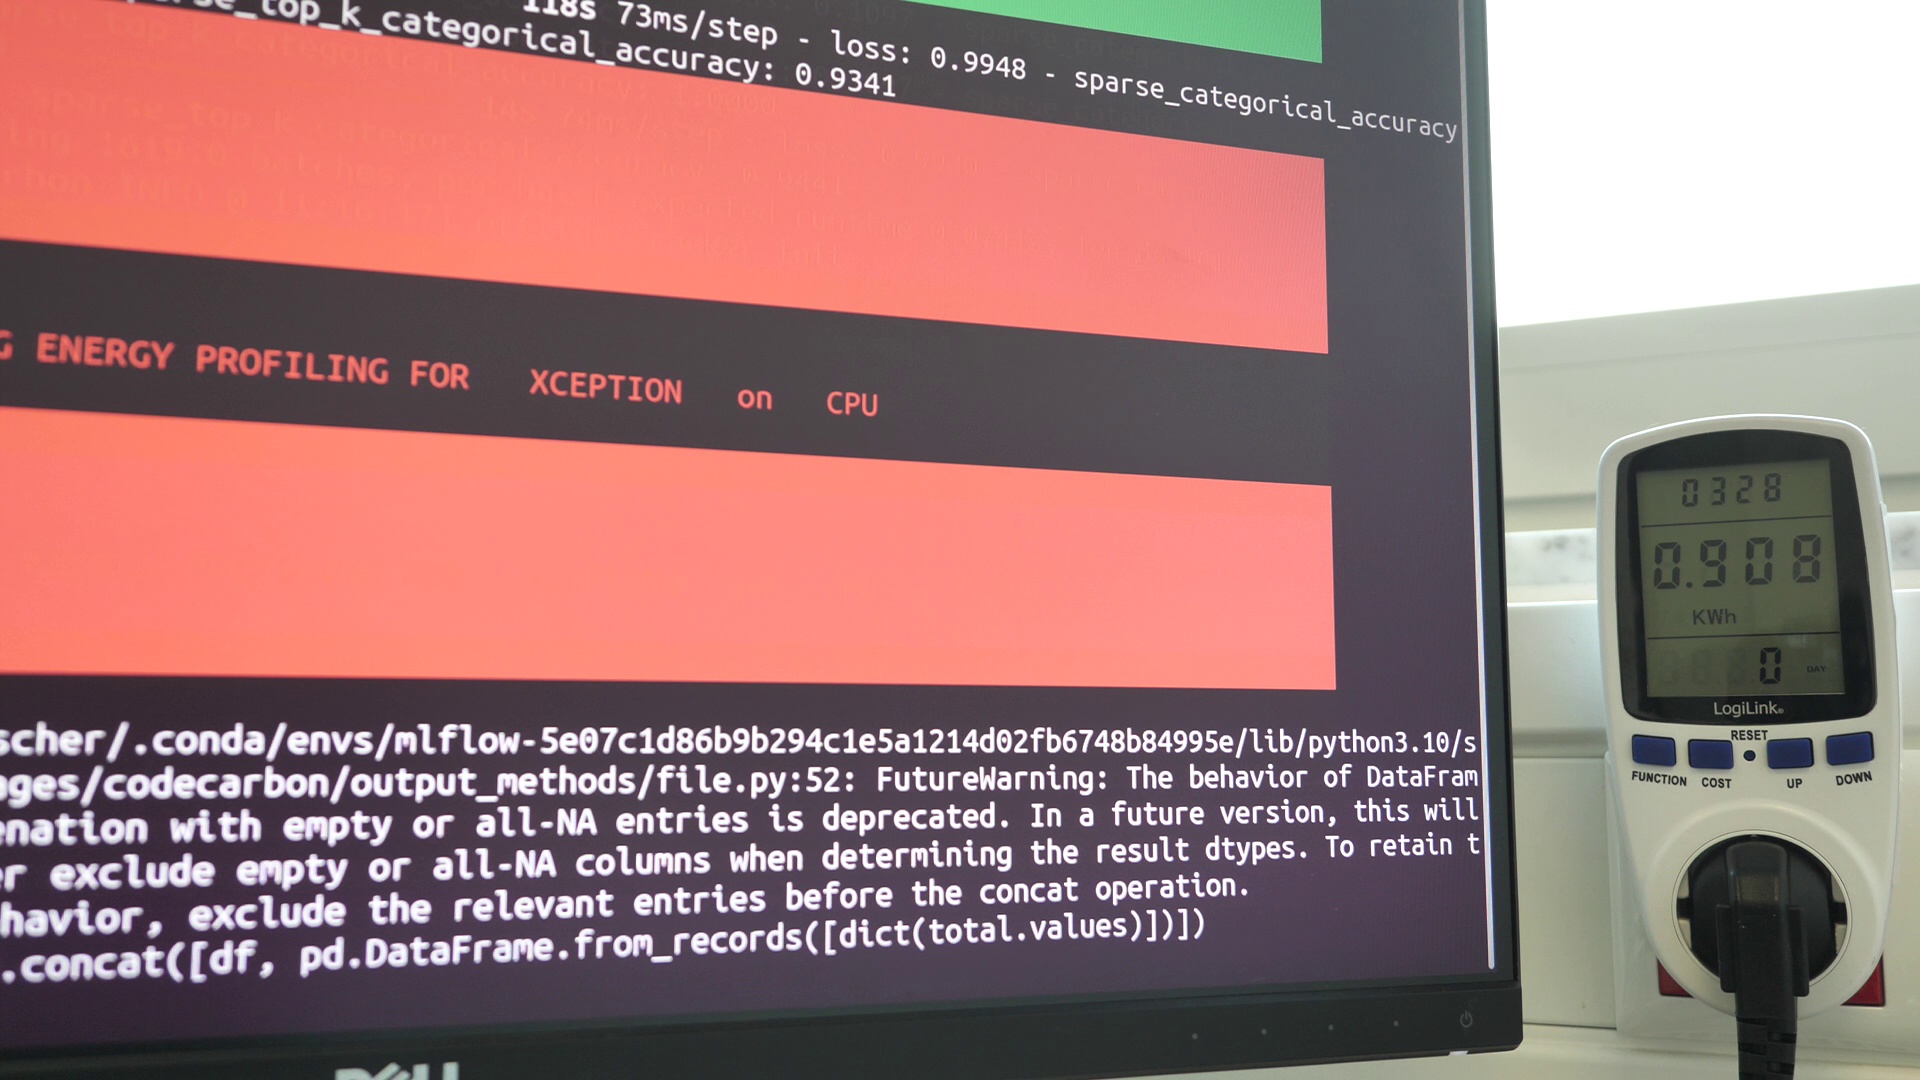 118s 73ms/step - loss: 0.9948 - sparse_categorical_accuracy
se_top_k_categorical_accuracy: 0.9341
G ENERGY PROFILING FOR XCEPTION on CPU
scher/.conda/envs/mlflow-5e07c1d86b9b294c1e5a1214d02fb6748b84995e/lib/python3.10/s
ages/codecarbon/output_methods/file.py:52: FutureWarning: The behavior of DataFram
enation with empty or all-NA entries is deprecated. In a future version, this will
er exclude empty or all-NA columns when determining the result dtypes. To retain t
havior, exclude the relevant entries before the concat operation.
.concat([df, pd.DataFrame.from_records([dict(total.values)])])
DELL
0328
0.908
KWh
0 DAY
LogiLink®
RESET
FUNCTION COST UP DOWN